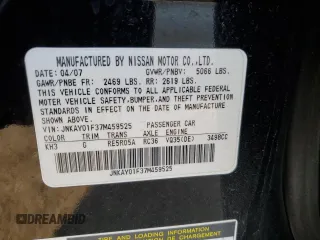 MANUFACTURED BY NISSAN MOTOR CO.,LTD.
DATE 04/07 GVWR/PNBV: 5066 LBS.
GAWR/PNBE FR: 2469 LBS. RR: 2619 LBS.
THIS VEHICLE CONFORMS TO ALL APPLICABLE FEDERAL
MOTOR VEHICLE SAFETY,BUMPER,AND THEFT PREVENTION
STANDARDS IN EFFECT ON THE DATE OF MANUFACTURE
SHOWN ABOVE.
VIN: JNKAY01F37M459525 PASSENGER CAR
COLOR TRIM TRANS AXLE ENGINE
KH3 G RE5R05A RC36 VQ35(DE) 3498CC
JNKAY01F37M459525